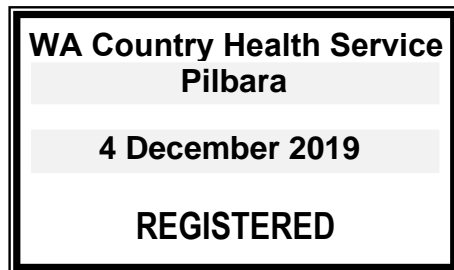 WA Country Health Service
Pilbara
4 December 2019
REGISTERED